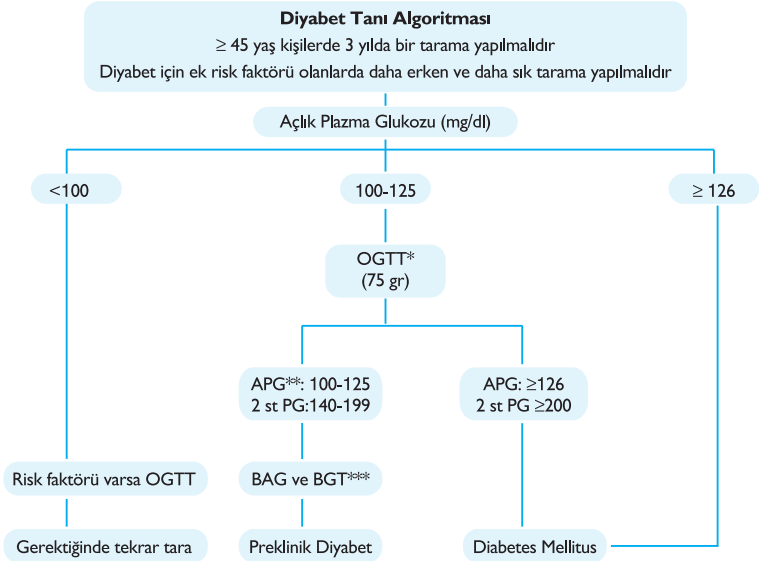 Diyabet Tanı Algoritması
≥ 45 yaş kişilerde 3 yılda bir tarama yapılmalıdır
Diyabet için ek risk faktörü olanlarda daha erken ve daha sık tarama yapılmalıdır
Açlık Plazma Glukozu (mg/dl)
<100
100-125
≥ 126
OGTT*
(75 gr)
APG**: 100-125
2 st PG:140-199
APG: ≥126
2 st PG ≥200
Risk faktörü varsa OGTT
BAG ve BGT***
Gerektiğinde tekrar tara
Preklinik Diyabet
Diabetes Mellitus